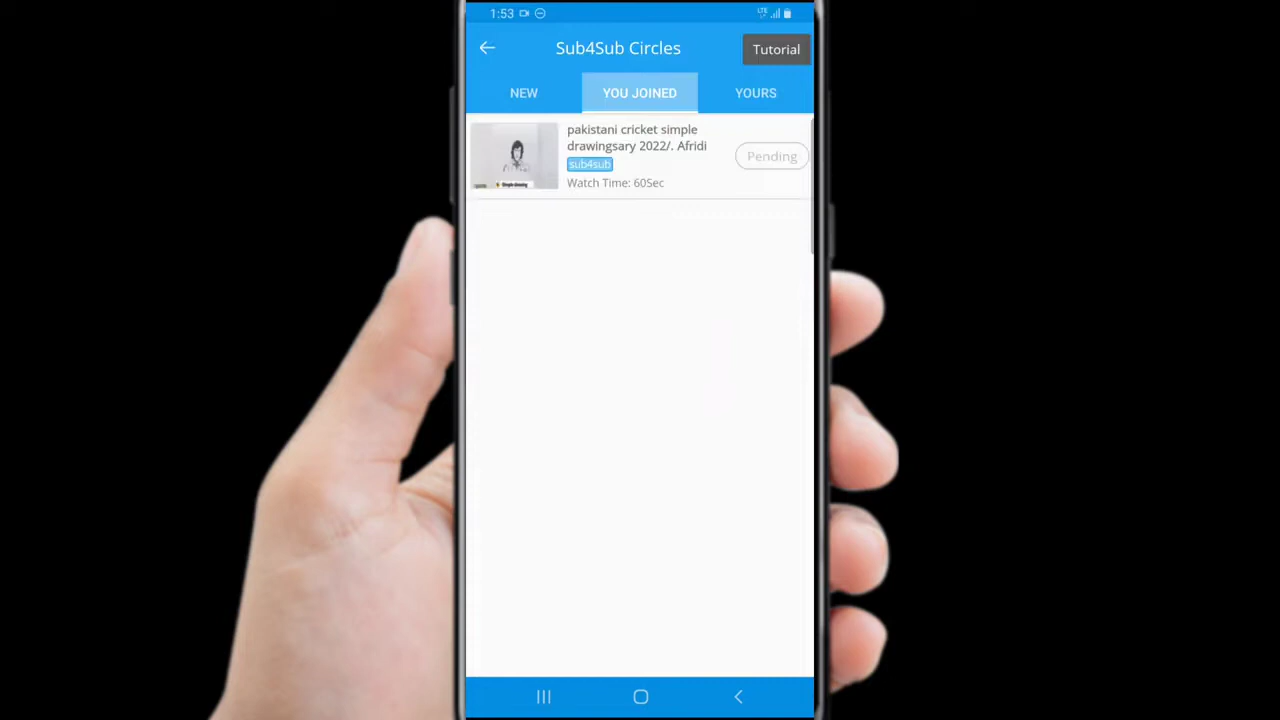 1:53
LTE
Sub4Sub Circles
Tutorial
NEW
YOU JOINED
YOURS
pakistani cricket simple
drawingsary 2022/. Afridi
sub4sub
Watch Time: 60Sec
Pending